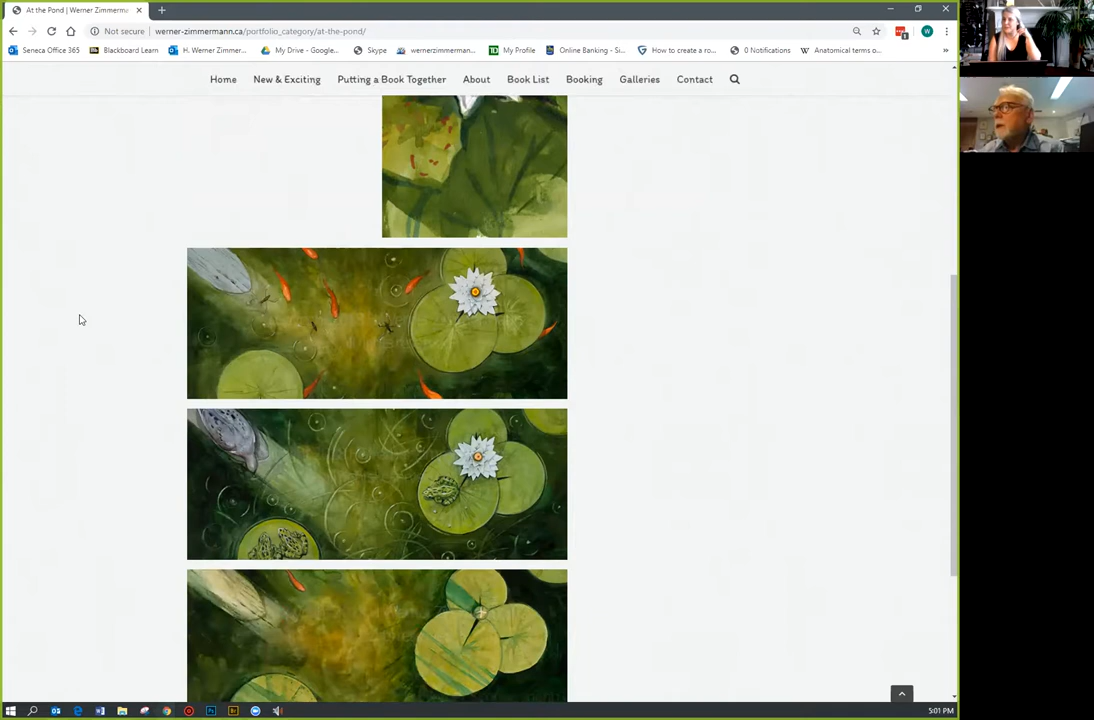 At the Pond | Werner Zimmerma
Not secure | werner-zimmermann.ca/portfolio_category/at-the-pond/
Seneca Office 365 Blackboard Learn H. Werner Zimmer... My Drive - Google... Skype wernerzimmerman... My Profile Online Banking - Si... How to create a ro... 0 Notifications Anatomical terms o...
Home New & Exciting Putting a Book Together About Book List Booking Galleries Contact
5:01 PM